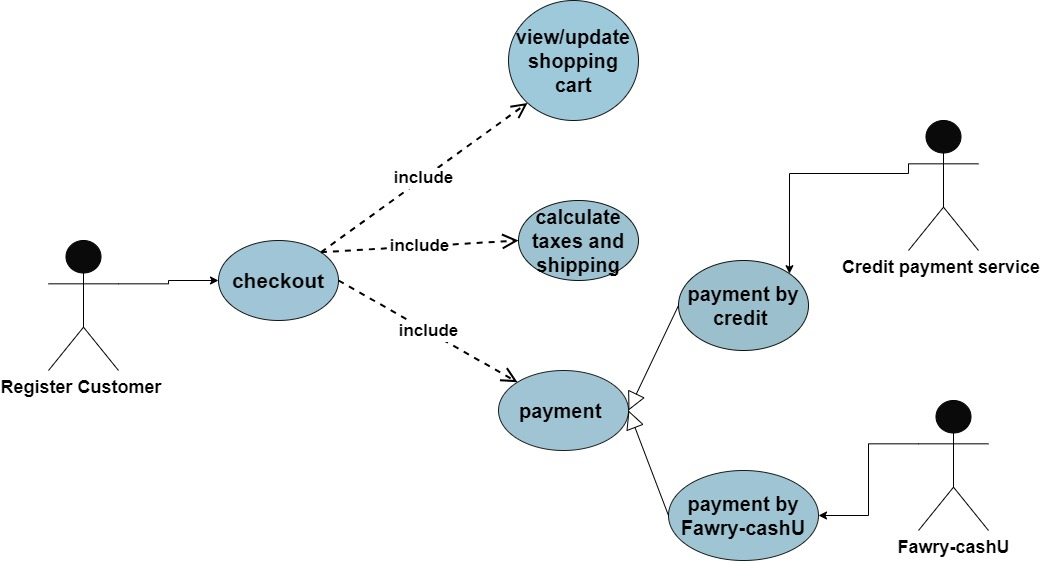 view/update
shopping
cart
include
calculate
taxes and
shipping
include
checkout
Register Customer
include
payment
payment by
credit
Credit payment service
payment by
Fawry-cashU
Fawry-cashU